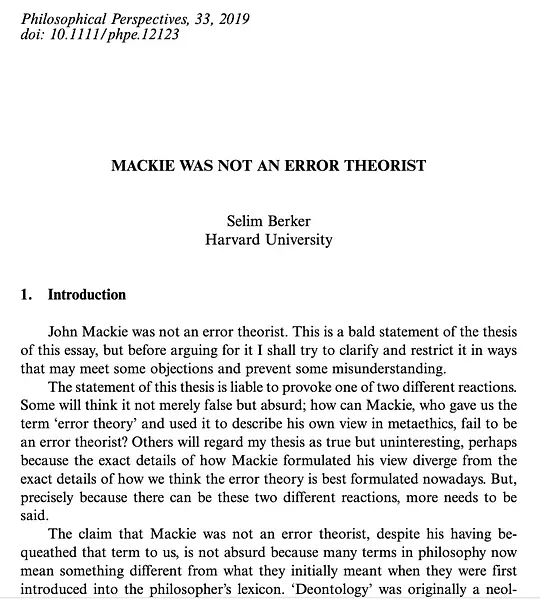 Philosophical Perspectives, 33, 2019
doi: 10.1111/phpe.12123
MACKIE WAS NOT AN ERROR THEORIST
Selim Berker
Harvard University
1. Introduction
John Mackie was not an error theorist. This is a bald statement of the thesis
of this essay, but before arguing for it I shall try to clarify and restrict it in ways
that may meet some objections and prevent some misunderstanding.
The statement of this thesis is liable to provoke one of two different reactions.
Some will think it not merely false but absurd; how can Mackie, who gave us the
term ‘error theory’ and used it to describe his own view in metaethics, fail to be
an error theorist? Others will regard my thesis as true but uninteresting, perhaps
because the exact details of how Mackie formulated his view diverge from the
exact details of how we think the error theory is best formulated nowadays. But,
precisely because there can be these two different reactions, more needs to be
said.
The claim that Mackie was not an error theorist, despite his having be-
queathed that term to us, is not absurd because many terms in philosophy now
mean something different from what they initially meant when they were first
introduced into the philosopher’s lexicon. ‘Deontology’ was originally a neol-